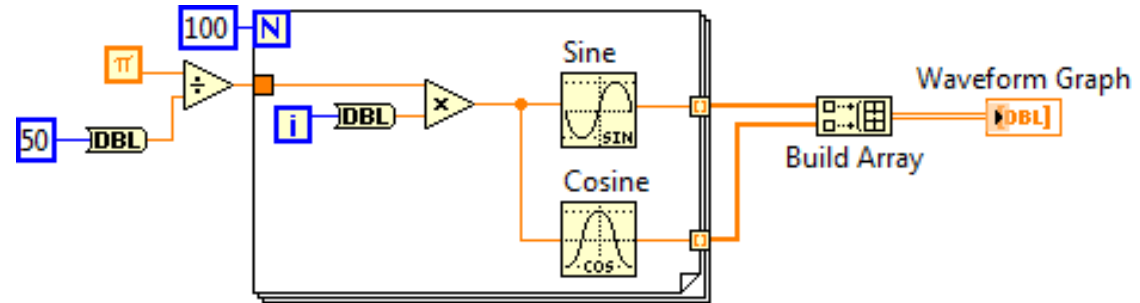 100 N
π
Sine
Waveform Graph
÷
i DBL
×
SIN
DBL]
50 DBL
Build Array
Cosine
COS